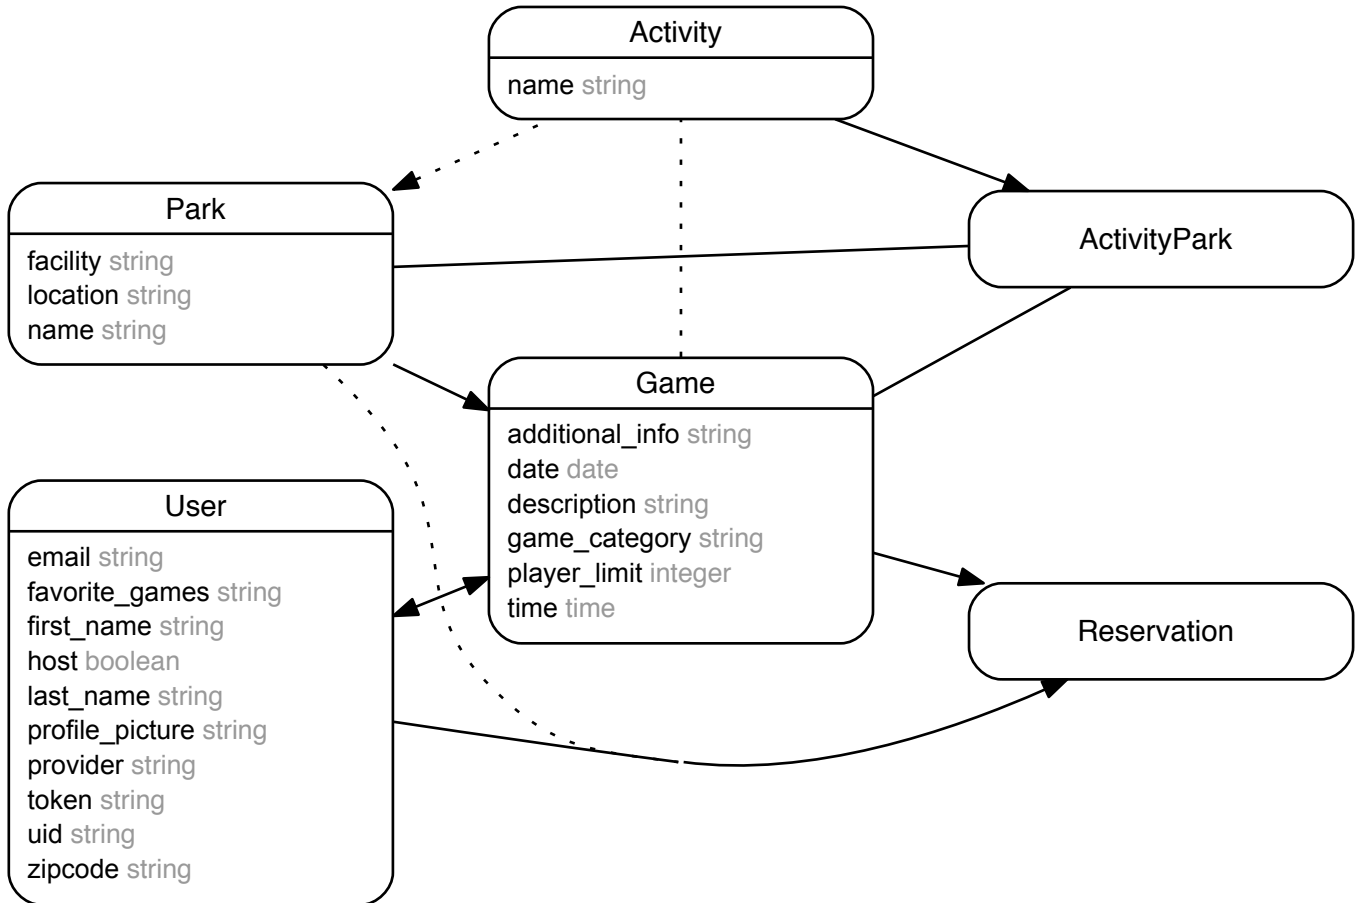 Activity
name string
Park
facility string
location string
name string
ActivityPark
Game
additional_info string
date date
description string
game_category string
player_limit integer
time time
User
email string
favorite_games string
first_name string
host boolean
last_name string
profile_picture string
provider string
token string
uid string
zipcode string
Reservation